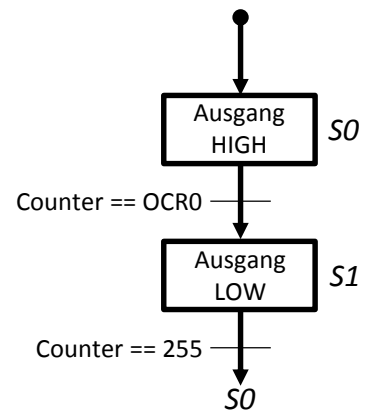 Ausgang
HIGH
S0
Counter == OCR0
Ausgang
LOW
S1
Counter == 255
S0